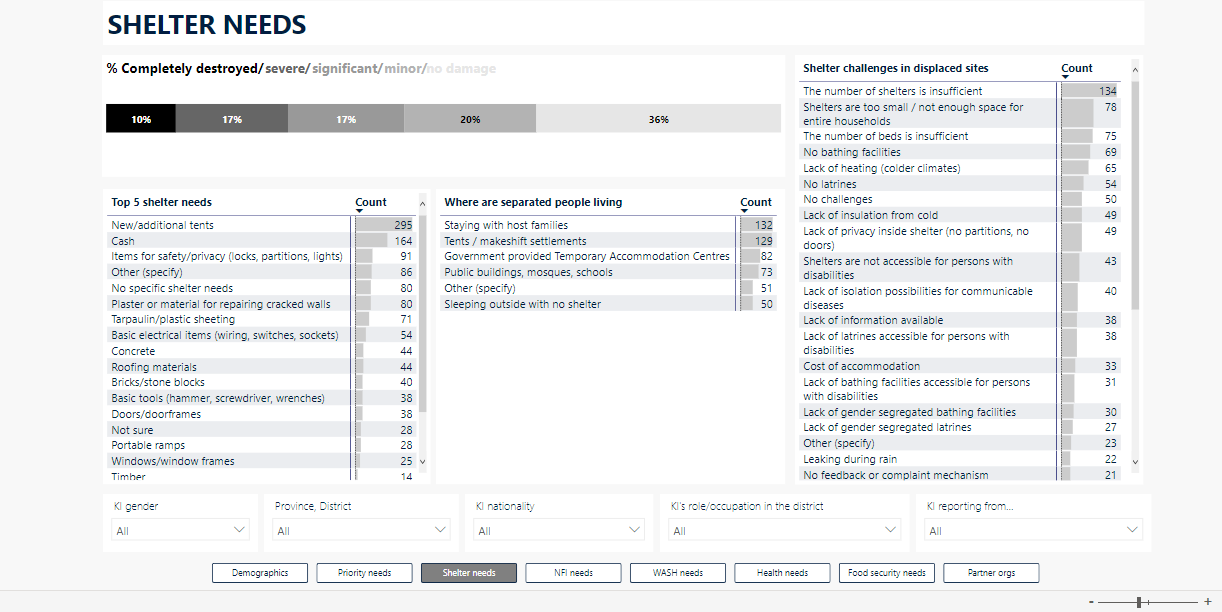 SHELTER NEEDS
% Completely destroyed/severe/significant/minor/no damage
10% 17% 17% 20% 36%
Top 5 shelter needs Count
New/additional tents 295
Cash 164
Items for safety/privacy (locks, partitions, lights) 91
Other (specify) 86
No specific shelter needs 80
Plaster or material for repairing cracked walls 80
Tarpaulin/plastic sheeting 71
Basic electrical items (wiring, switches, sockets) 54
Concrete 44
Roofing materials 44
Bricks/stone blocks 40
Basic tools (hammer, screwdriver, wrenches) 38
Doors/doorframes 38
Not sure 28
Portable ramps 28
Windows/window frames 25
Timber 14
Where are separated people living Count
Staying with host families 132
Tents / makeshift settlements 129
Government provided Temporary Accommodation Centres 82
Public buildings, mosques, schools 73
Other (specify) 51
Sleeping outside with no shelter 50
Shelter challenges in displaced sites Count
The number of shelters is insufficient 134
Shelters are too small / not enough space for 78
entire households
The number of beds is insufficient 75
No bathing facilities 69
Lack of heating (colder climates) 65
No latrines 54
No challenges 50
Lack of insulation from cold 49
Lack of privacy inside shelter (no partitions, no 49
doors)
Shelters are not accessible for persons with 43
disabilities
Lack of isolation possibilities for communicable 40
diseases
Lack of information available 38
Lack of latrines accessible for persons with 38
disabilities
Cost of accommodation 33
Lack of bathing facilities accessible for persons 31
with disabilities
Lack of gender segregated bathing facilities 30
Lack of gender segregated latrines 27
Other (specify) 23
Leaking during rain 22
No feedback or complaint mechanism 21
KI gender
All
Province, District
All
KI nationality
All
KI's role/occupation in the district
All
KI reporting from...
All
Demographics
Priority needs
Shelter needs
NFI needs
WASH needs
Health needs
Food security needs
Partner orgs
- +